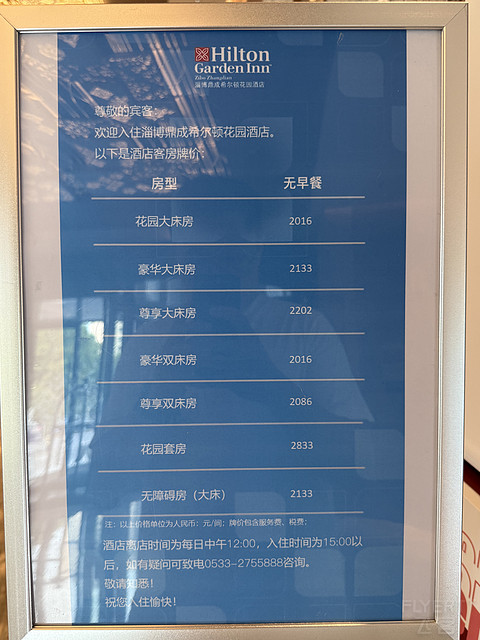 Hilton
Garden Inn™
Zibo Zhangdian
淄博鼎成希尔顿花园酒店
尊敬的宾客：
欢迎入住淄博鼎成希尔顿花园酒店。
以下是酒店客房牌价：
房型 无早餐
花园大床房 2016
豪华大床房 2133
尊享大床房 2202
豪华双床房 2016
尊享双床房 2086
花园套房 2833
无障碍房（大床） 2133
注：以上价格单位为人民币：元/间；牌价包含服务费、税费；
酒店离店时间为每日中午12:00，入住时间为15:00以
后，如有疑问可致电0533-2755888咨询。
敬请知悉！
祝您入住愉快！
FLYER